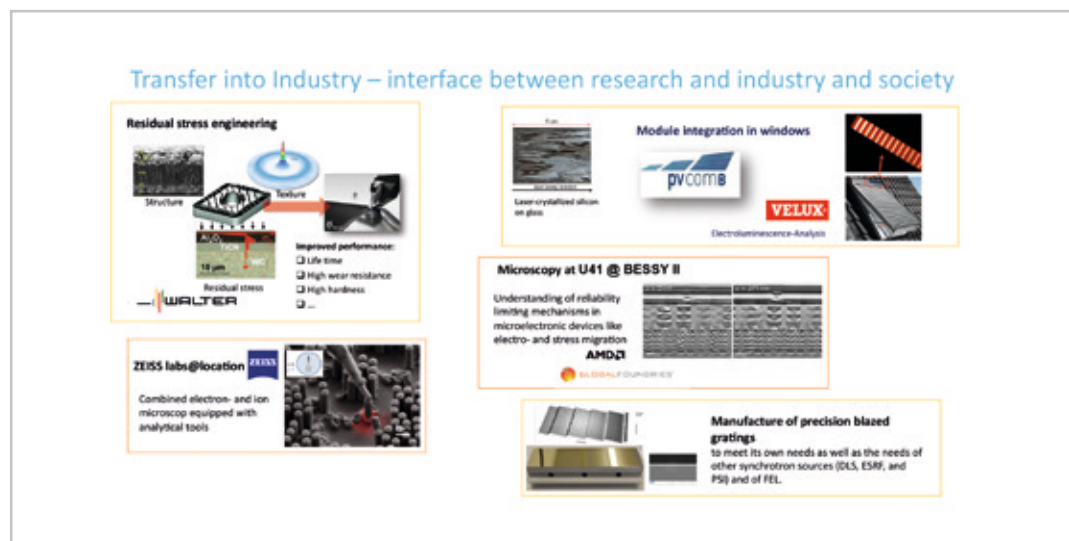 Transfer into Industry – interface between research and industry and society
Residual stress engineering
Structure
Texture
Al₂O₃
TiCN
WC
10 µm
Residual stress
Improved performance:
❑ Life time
❑ High wear resistance
❑ High hardness
❑ ...
WALTER
Laser-crystallized silicon
on glass
Module integration in windows
pvcomB
VELUX
Electroluminescence-Analysis
Microscopy at U41 @ BESSY II
Understanding of reliability
limiting mechanisms in
microelectronic devices like
electro- and stress migration
AMD
GLOBALFOUNDRIES
ZEISS labs@location
ZEISS
Combined electron- and ion
microscop equipped with
analytical tools
Manufacture of precision blazed
gratings
to meet its own needs as well as the needs of
other synchrotron sources (DLS, ESRF, and
PSI) and of FEL.